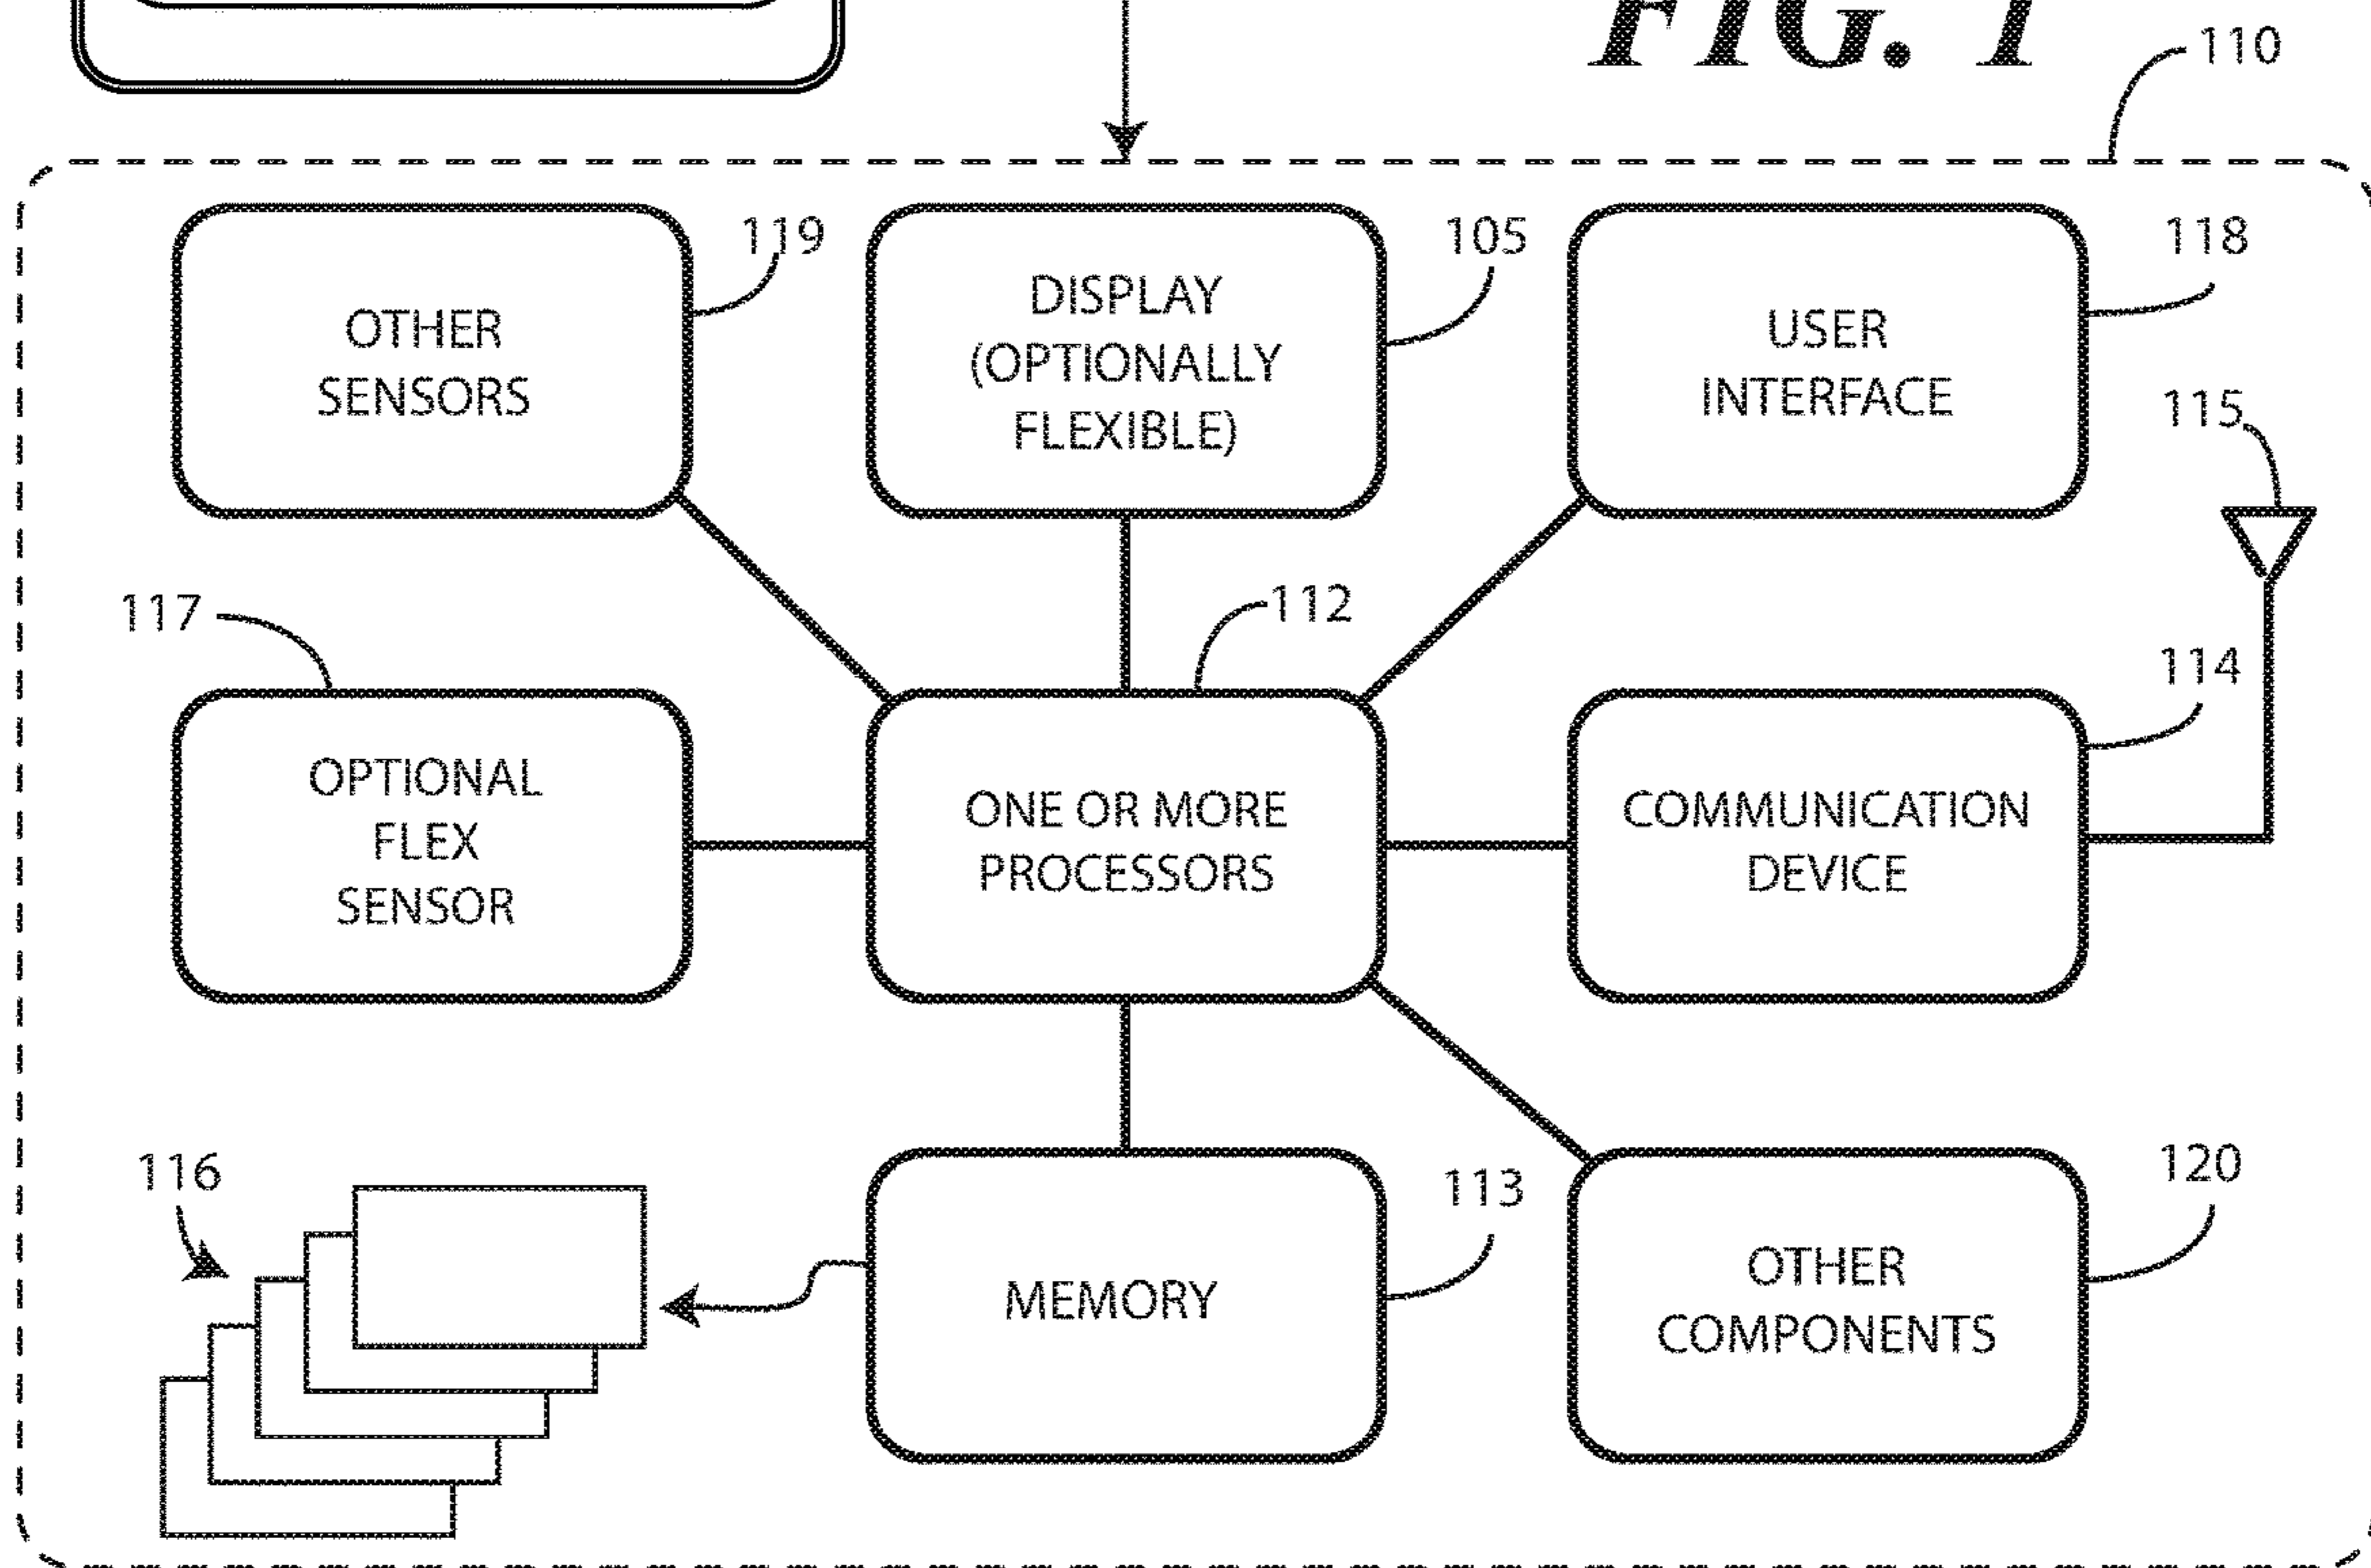 FIG. 1
110
119
105
118
OTHER
SENSORS
DISPLAY
(OPTIONALLY
FLEXIBLE)
USER
INTERFACE
115
117
112
114
OPTIONAL
FLEX
SENSOR
ONE OR MORE
PROCESSORS
COMMUNICATION
DEVICE
116
113
120
MEMORY
OTHER
COMPONENTS